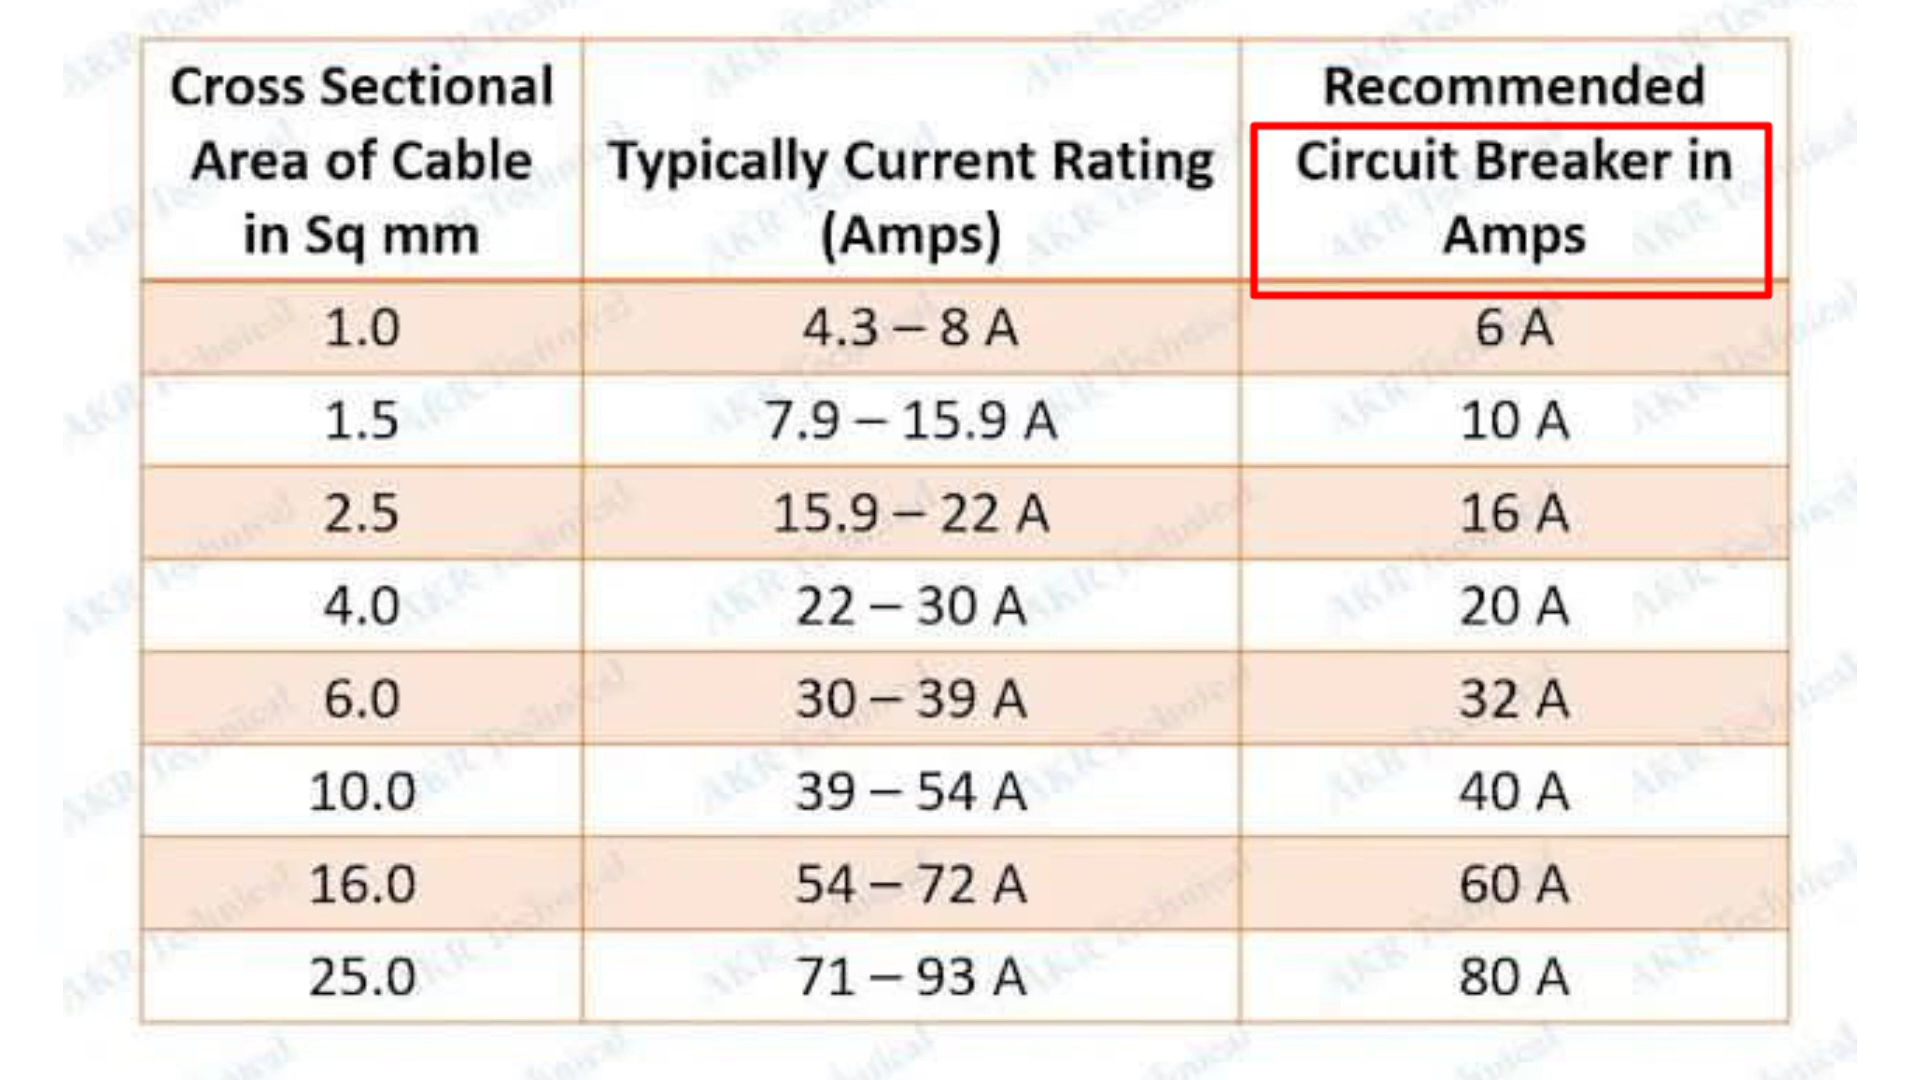 Cross Sectional Area of Cable in Sq mm
Typically Current Rating (Amps)
Recommended Circuit Breaker in Amps
1.0 4.3 – 8 A 6 A
1.5 7.9 – 15.9 A 10 A
2.5 15.9 – 22 A 16 A
4.0 22 – 30 A 20 A
6.0 30 – 39 A 32 A
10.0 39 – 54 A 40 A
16.0 54 – 72 A 60 A
25.0 71 – 93 A 80 A
AKR Technical